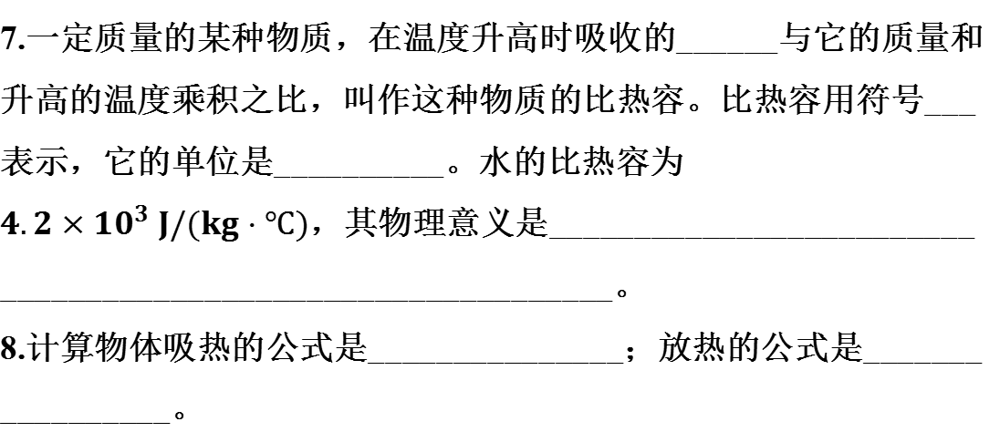 7.一定质量的某种物质，在温度升高时吸收的______与它的质量和
升高的温度乘积之比，叫作这种物质的比热容。比热容用符号___
表示，它的单位是__________。水的比热容为
4.2 × 10³ J/(kg · ℃)，其物理意义是_________________________
____________________________________。
8.计算物体吸热的公式是_______________；放热的公式是_______
__________。